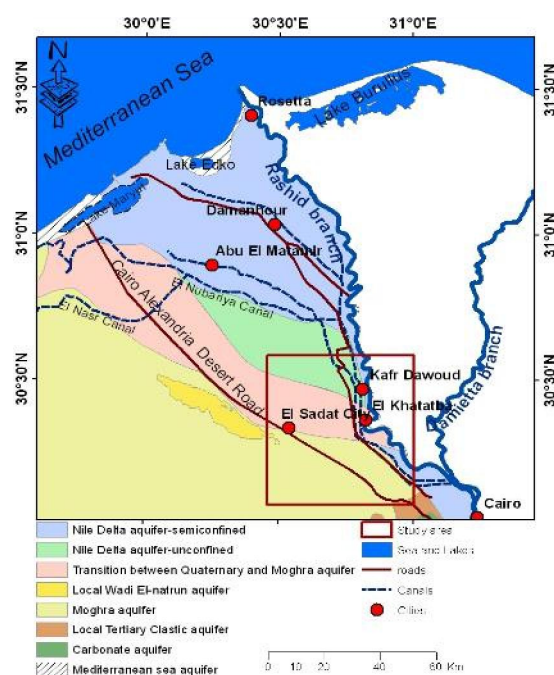 30°0'E 30°30'E 31°0'E
31°30'N
31°0'N
30°30'N
31°30'N
31°0'N
30°30'N
N
Mediterranean Sea
Rosetta
Lake Burullus
Lake Edko
Rashid branch
Lake Maryut
Damanhour
Abu El Matamir
El Nubariya Canal
El Nasr Canal
Cairo Alexandria Desert Road
Damietta branch
Kafr Dawoud
El Khatatba
El Sadat City
Cairo
Nile Delta aquifer-semiconfined
Nile Delta aquifer-unconfined
Transition between Quaternary and Moghra aquifer
Local Wadi El-natrun aquifer
Moghra aquifer
Local Tertiary Clastic aquifer
Carbonate aquifer
Mediterranean sea aquifer
Study area
Sea and Lakes
roads
Canals
Cities
0 10 20 40 60 Km